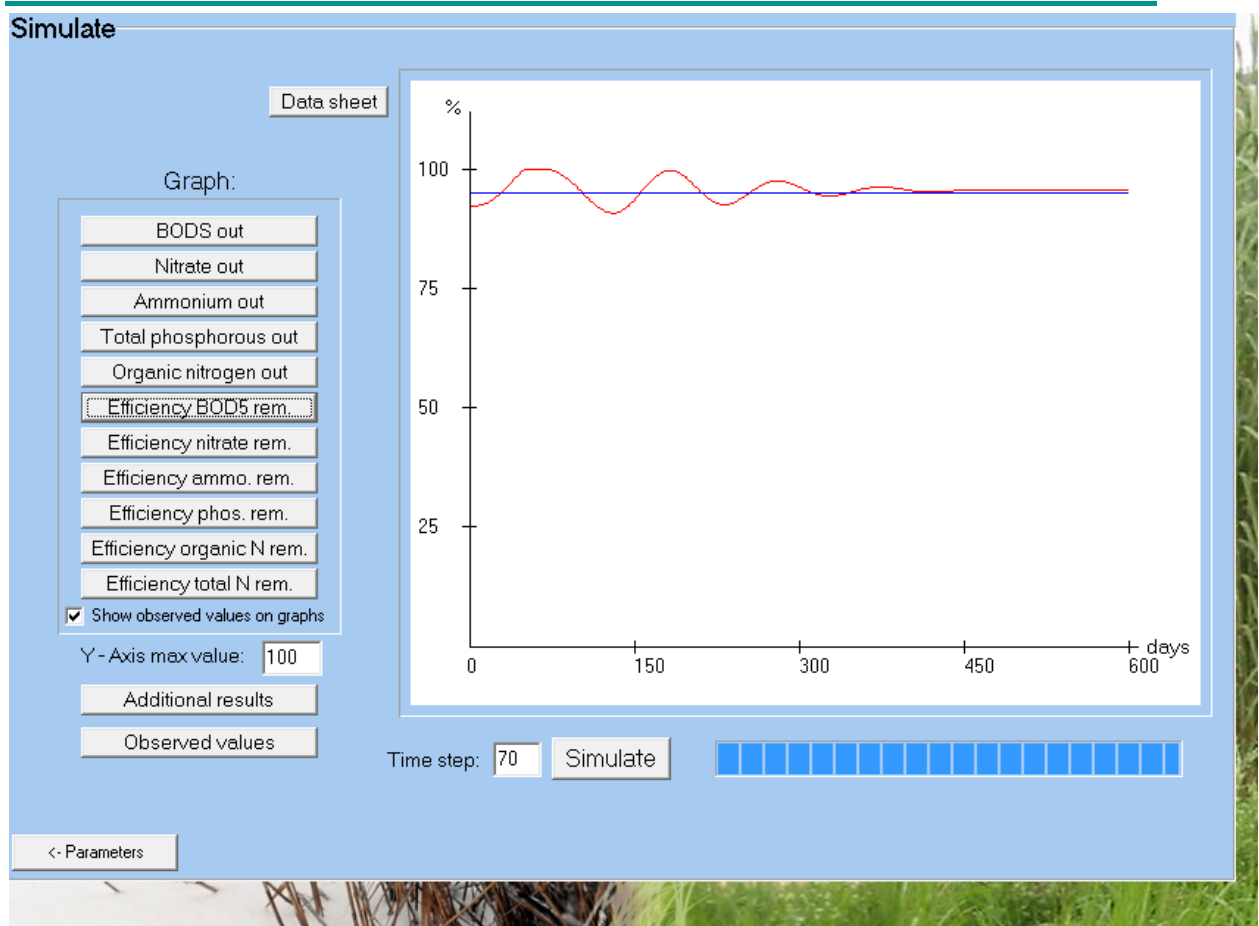 Simulate
Data sheet
Graph:
BODS out
Nitrate out
Ammonium out
Total phosphorous out
Organic nitrogen out
Efficiency BOD5 rem.
Efficiency nitrate rem.
Efficiency ammo. rem.
Efficiency phos. rem.
Efficiency organic N rem.
Efficiency total N rem.
Show observed values on graphs
Y - Axis max value: 100
Additional results
Observed values
%
100
75
50
25
0 150 300 450 600
days
Time step: 70 Simulate
<- Parameters